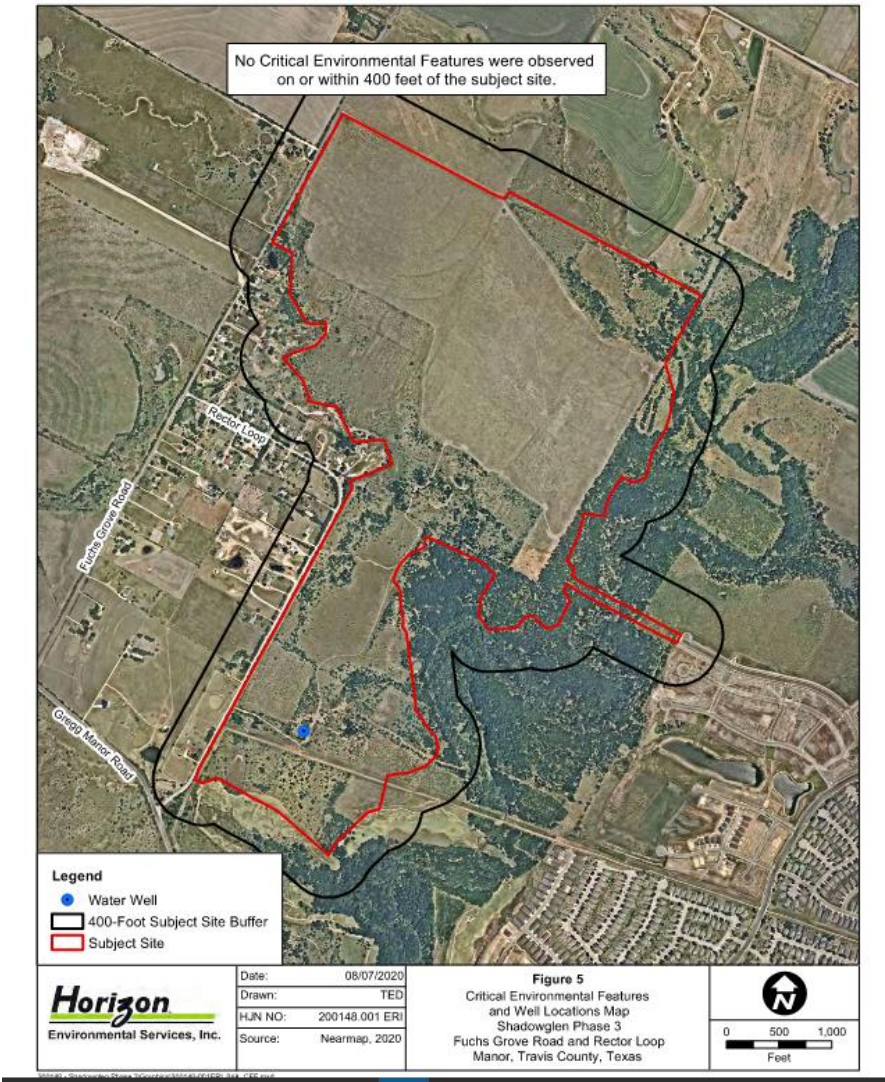 No Critical Environmental Features were observed
on or within 400 feet of the subject site.
Rector Loop
Fuchs Grove Road
Gregg Manor Road
Legend
Water Well
400-Foot Subject Site Buffer
Subject Site
Horizon
Environmental Services, Inc.
Date: 08/07/2020
Drawn: TED
HJN NO: 200148.001 ERI
Source: Nearmap, 2020
Figure 5
Critical Environmental Features
and Well Locations Map
Shadowglen Phase 3
Fuchs Grove Road and Rector Loop
Manor, Travis County, Texas
N
0 500 1,000
Feet